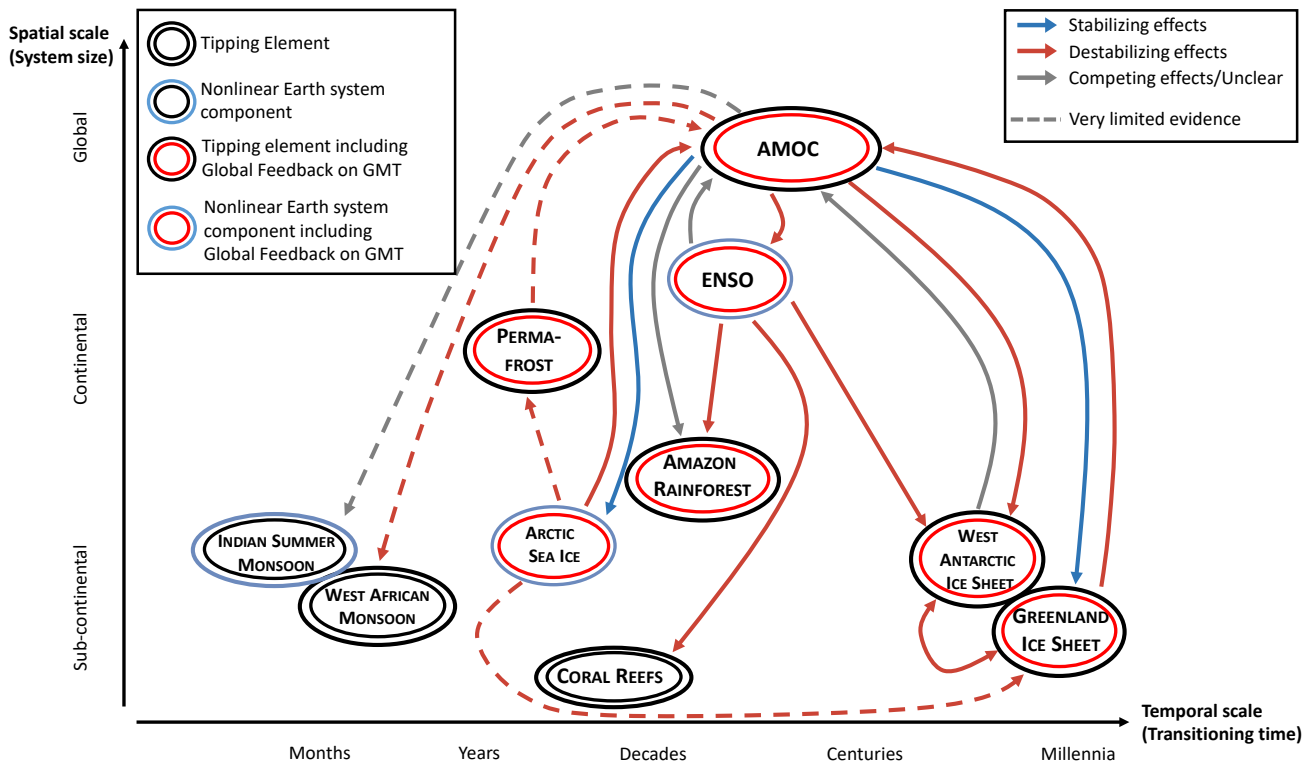 Spatial scale
(System size)
Tipping Element
Nonlinear Earth system
component
Tipping element including
Global Feedback on GMT
Nonlinear Earth system
component including
Global Feedback on GMT
Stabilizing effects
Destabilizing effects
Competing effects/Unclear
Very limited evidence
Global
Continental
Sub-continental
AMOC
ENSO
PERMA-
FROST
AMAZON
RAINFOREST
INDIAN SUMMER
MONSOON
WEST AFRICAN
MONSOON
ARCTIC
SEA ICE
WEST
ANTARCTIC
ICE SHEET
GREENLAND
ICE SHEET
CORAL REEFS
Temporal scale
(Transitioning time)
Months
Years
Decades
Centuries
Millennia